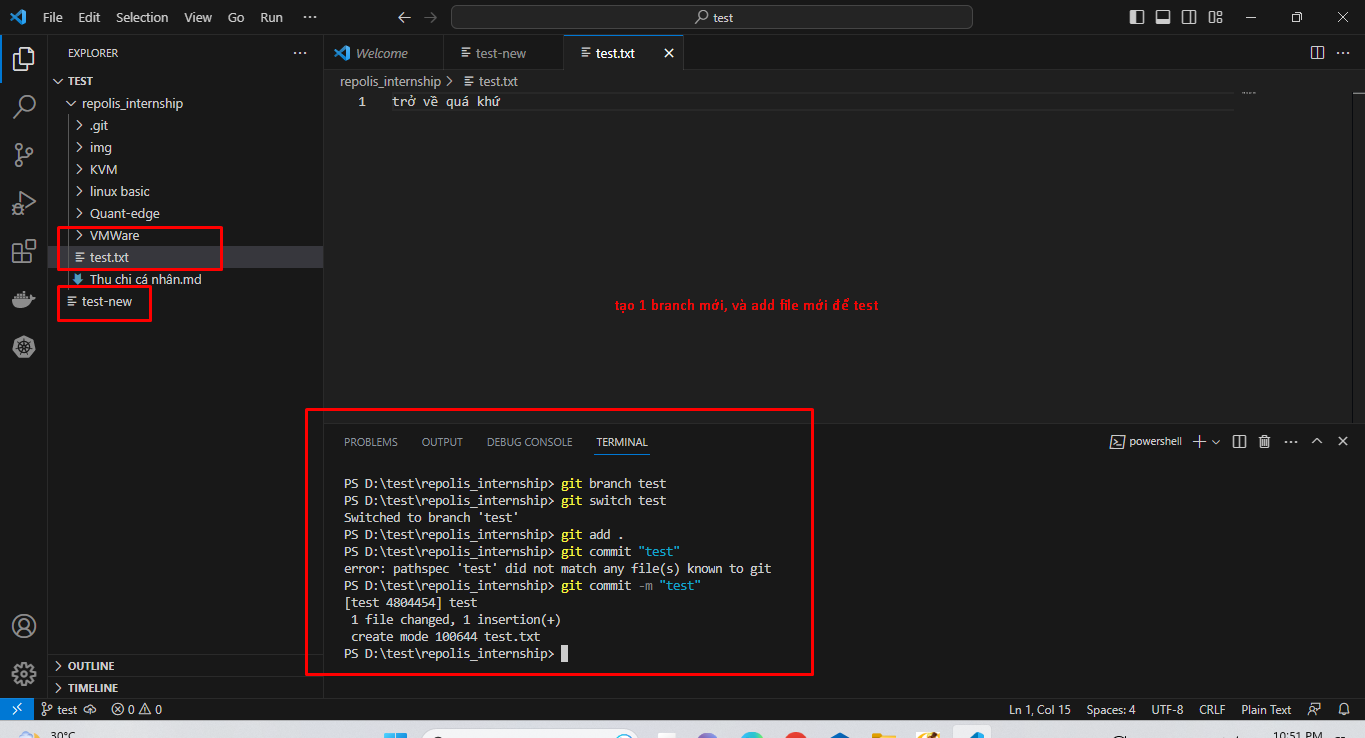 File Edit Selection View Go Run ···
test
EXPLORER
TEST
repolis_internship
.git
img
KVM
linux basic
Quant-edge
VMWare
test.txt
Thu chi cá nhân.md
test-new
OUTLINE
TIMELINE
Welcome test-new test.txt
repolis_internship > test.txt
1 trở về quá khứ
tạo 1 branch mới, và add file mới để test
PROBLEMS OUTPUT DEBUG CONSOLE TERMINAL
powershell
PS D:\test\repolis_internship> git branch test
PS D:\test\repolis_internship> git switch test
Switched to branch 'test'
PS D:\test\repolis_internship> git add .
PS D:\test\repolis_internship> git commit "test"
error: pathspec 'test' did not match any file(s) known to git
PS D:\test\repolis_internship> git commit -m "test"
[test 4804454] test
1 file changed, 1 insertion(+)
create mode 100644 test.txt
PS D:\test\repolis_internship>
test 0 0 Ln 1, Col 15 Spaces: 4 UTF-8 CRLF Plain Text
30°C 10:51 PM